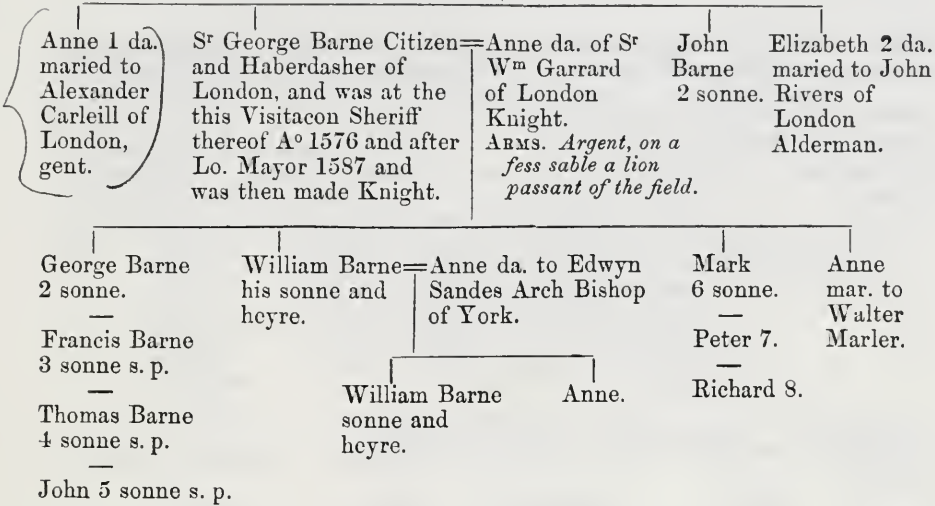 Anne 1 da.
maried to
Alexander
Carleill of
London,
gent.
Sr George Barne Citizen
and Haberdasher of
London, and was at the
this Visitacon Sheriff
thereof Ao 1576 and after
Lo. Mayor 1587 and
was then made Knight.
Anne da. of Sr
Wm Garrard
of London
Knight.
ARMS. Argent, on a
fess sable a lion
passant of the field.
John
Barne
2 sonne.
Elizabeth 2 da.
maried to John
Rivers of
London
Alderman.
George Barne
2 sonne.
Francis Barne
3 sonne s. p.
Thomas Barne
4 sonne s. p.
John 5 sonne s. p.
William Barne
his sonne and
heyre.
Anne da. to Edwyn
Sandes Arch Bishop
of York.
William Barne
sonne and
heyre.
Anne.
Mark
6 sonne.
Peter 7.
Richard 8.
Anne
mar. to
Walter
Marler.